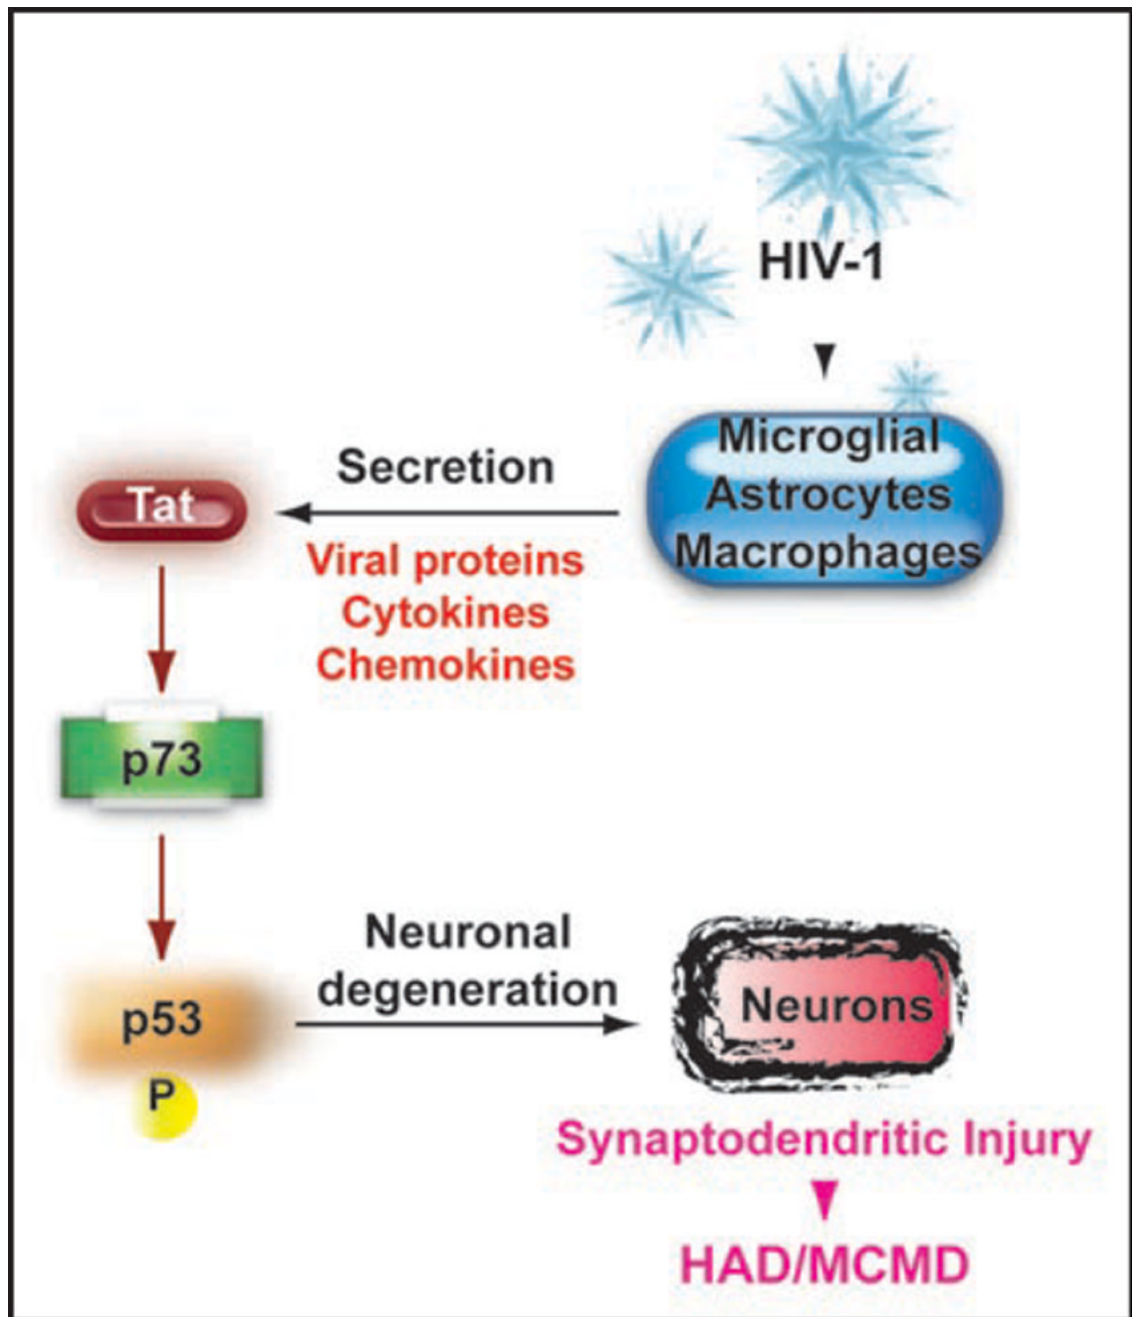 HIV-1
Microglial
Astrocytes
Macrophages
Secretion
Viral proteins
Cytokines
Chemokines
Tat
p73
p53
P
Neuronal
degeneration
Neurons
Synaptodendritic Injury
HAD/MCMD